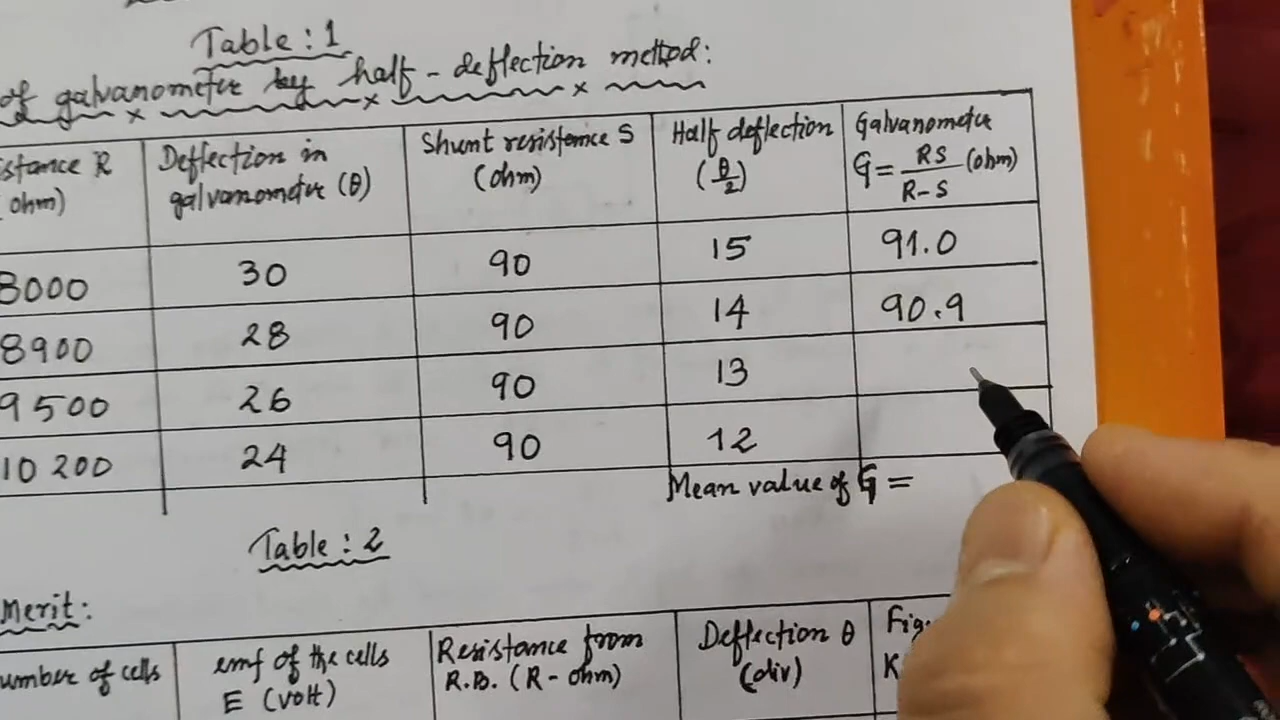 Table : 1
of galvanometer by half - deflection method:
istance R
ohm)
Deflection in
galvanometer (θ)
Shunt resistance S
(ohm)
Half deflection
(θ/2)
Galvanometer
G = RS/R-S (ohm)
8000 30 90 15 91.0
8900 28 90 14 90.9
9500 26 90 13
10 200 24 90 12
Mean value of G =
Table : 2
Merit:
umber of cells
emf of the cells
E (volt)
Resistance from
R.B. (R - ohm)
Deflection θ
(div)
Fig.
K